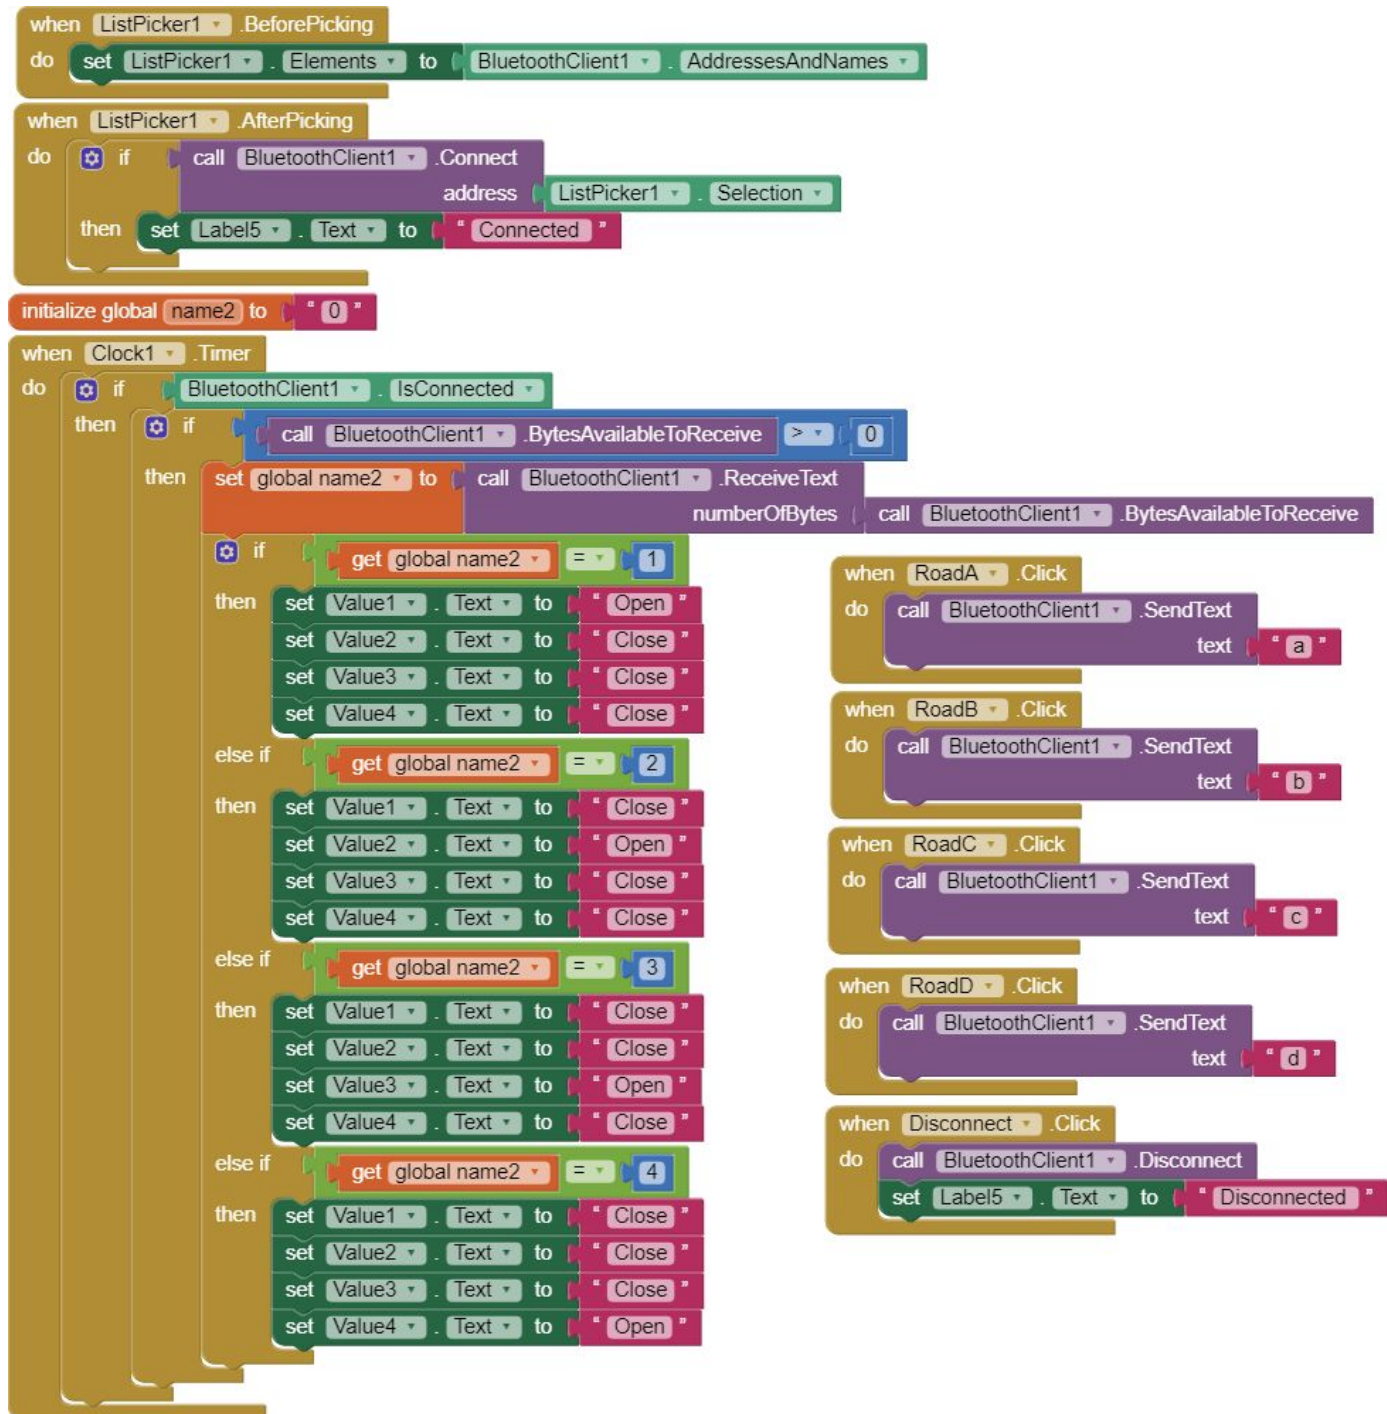 when ListPicker1 .BeforePicking
do set ListPicker1 . Elements to BluetoothClient1 . AddressesAndNames
when ListPicker1 .AfterPicking
do if call BluetoothClient1 .Connect
address ListPicker1 . Selection
then set Label5 . Text to " Connected "
initialize global name2 to " 0 "
when Clock1 .Timer
do if BluetoothClient1 . IsConnected
then if call BluetoothClient1 .BytesAvailableToReceive > 0
then set global name2 to call BluetoothClient1 .ReceiveText
numberOfBytes call BluetoothClient1 .BytesAvailableToReceive
if get global name2 = 1
then set Value1 . Text to " Open "
set Value2 . Text to " Close "
set Value3 . Text to " Close "
set Value4 . Text to " Close "
else if get global name2 = 2
then set Value1 . Text to " Close "
set Value2 . Text to " Open "
set Value3 . Text to " Close "
set Value4 . Text to " Close "
else if get global name2 = 3
then set Value1 . Text to " Close "
set Value2 . Text to " Close "
set Value3 . Text to " Open "
set Value4 . Text to " Close "
else if get global name2 = 4
then set Value1 . Text to " Close "
set Value2 . Text to " Close "
set Value3 . Text to " Close "
set Value4 . Text to " Open "
when RoadA .Click
do call BluetoothClient1 .SendText
text " a "
when RoadB .Click
do call BluetoothClient1 .SendText
text " b "
when RoadC .Click
do call BluetoothClient1 .SendText
text " c "
when RoadD .Click
do call BluetoothClient1 .SendText
text " d "
when Disconnect .Click
do call BluetoothClient1 .Disconnect
set Label5 . Text to " Disconnected "